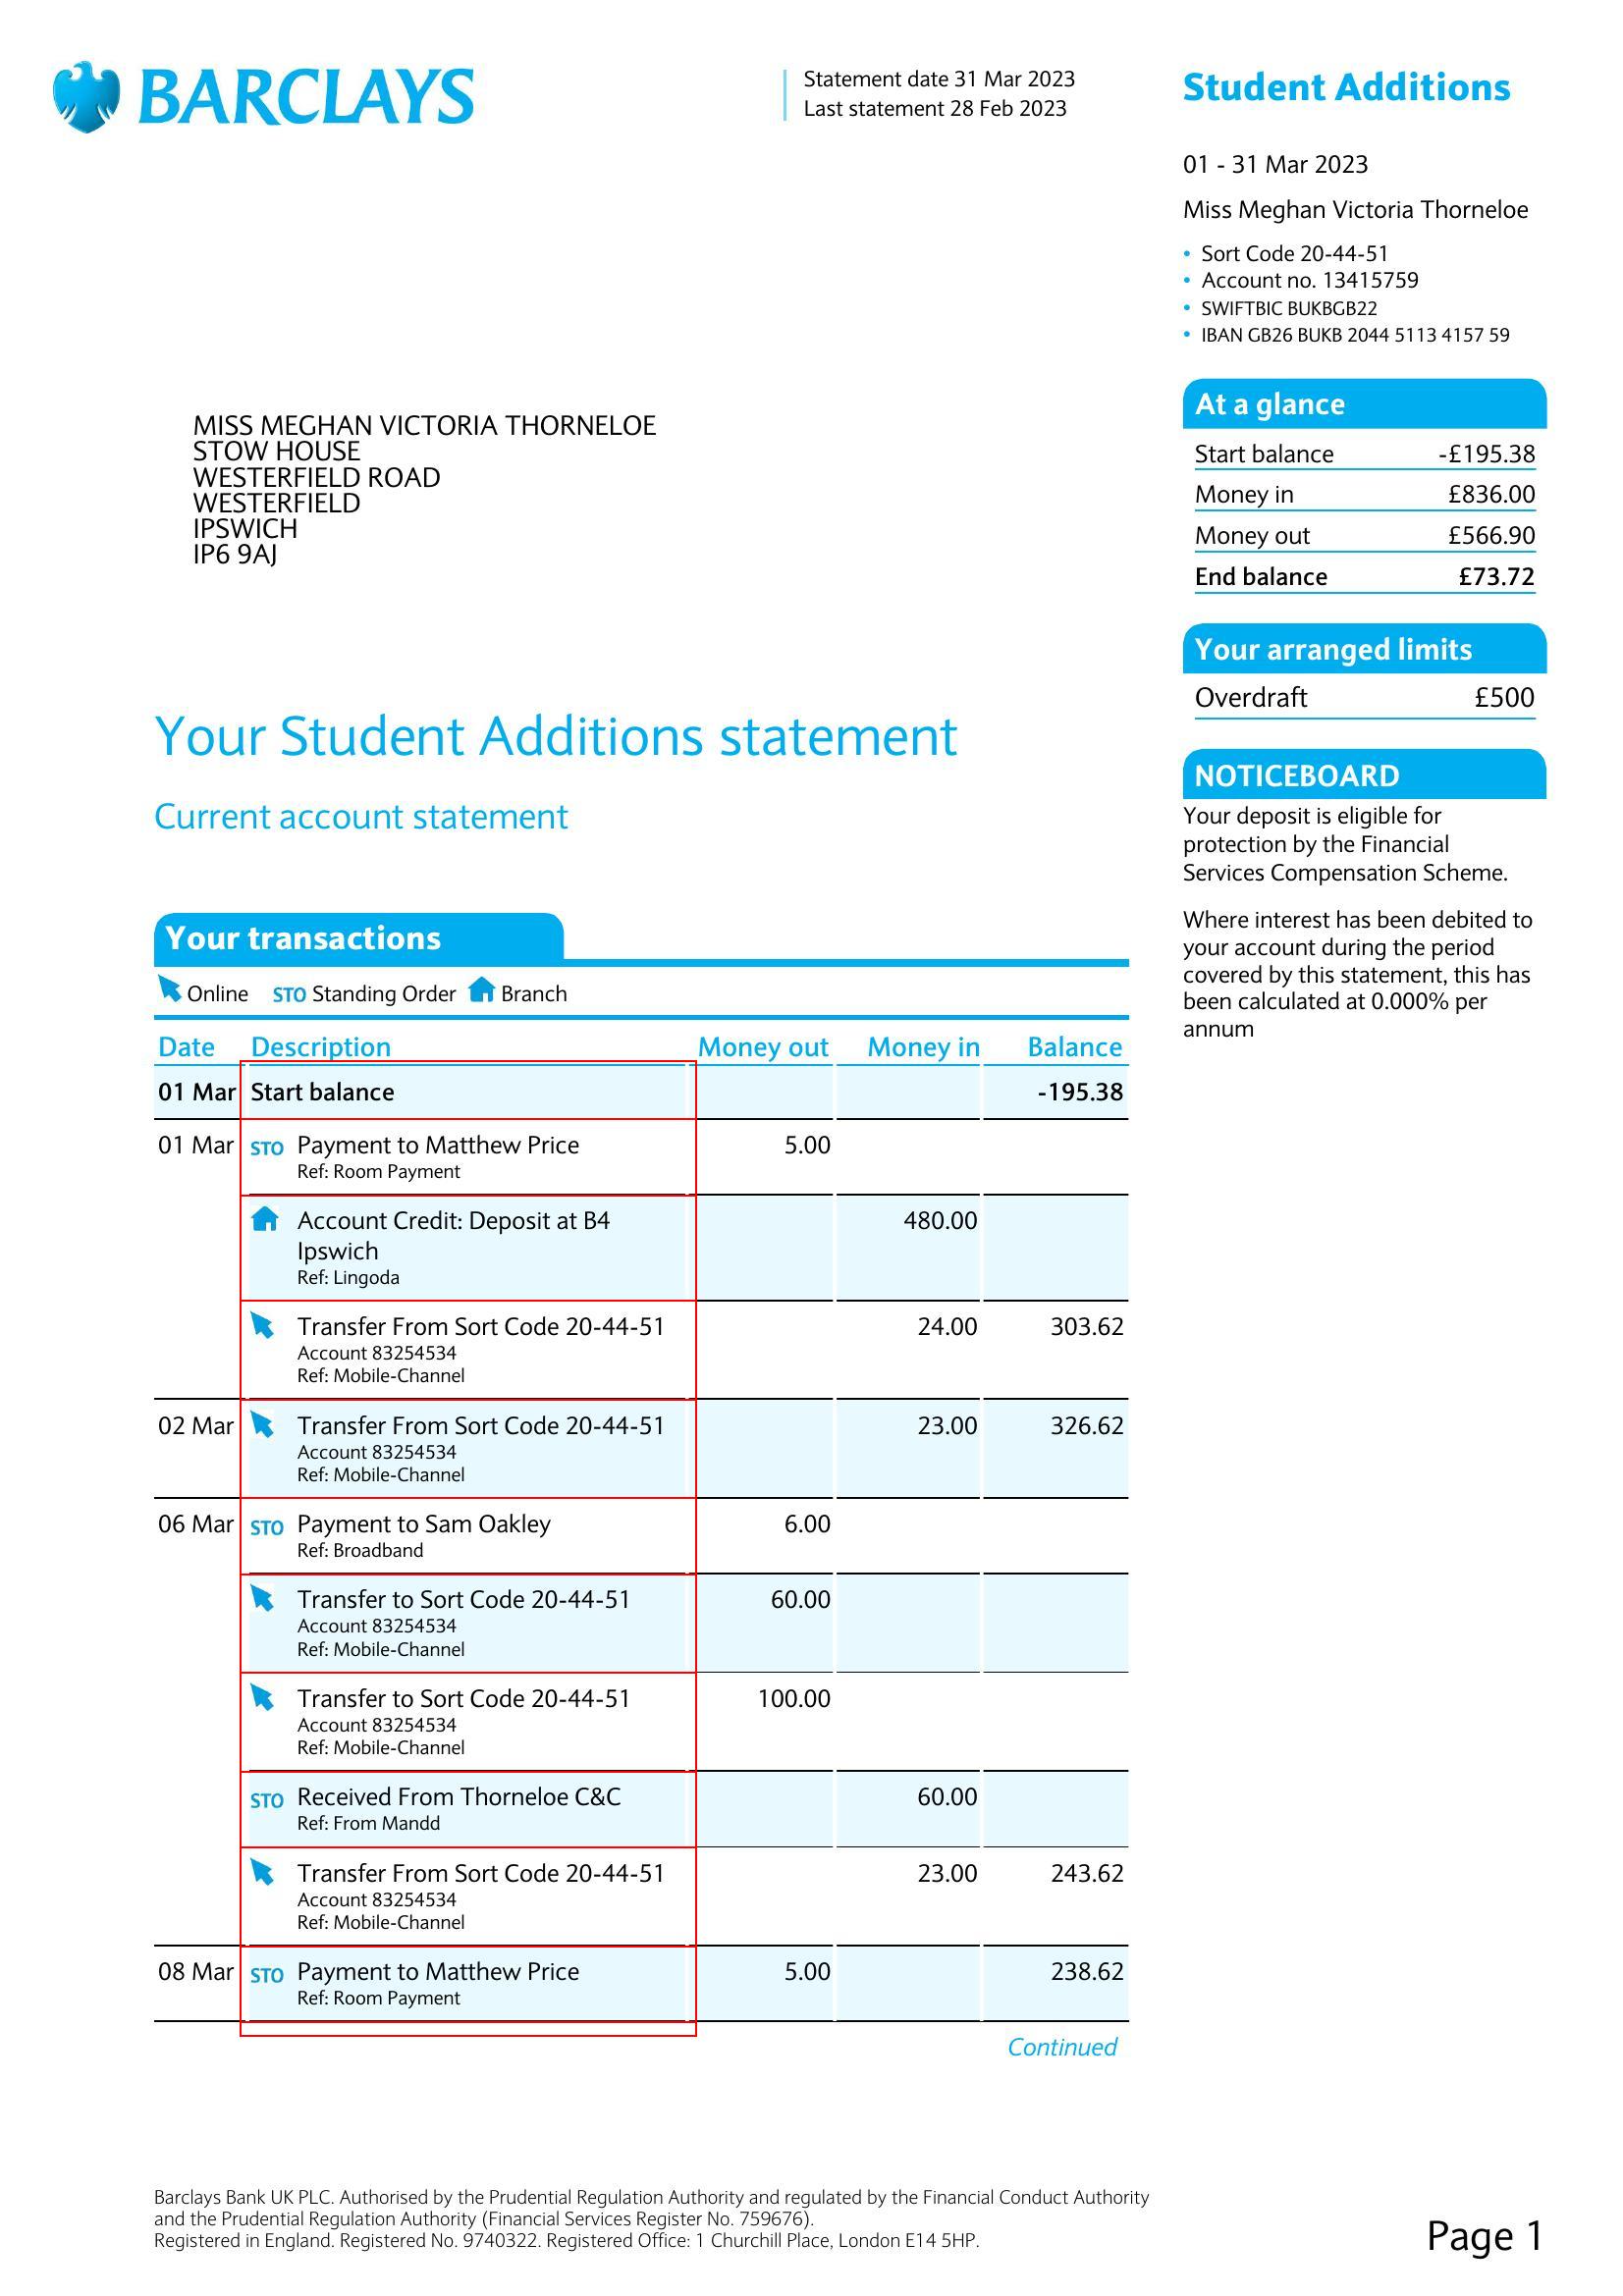 BARCLAYS
Statement date 31 Mar 2023
Last statement 28 Feb 2023
Student Additions
01 - 31 Mar 2023
Miss Meghan Victoria Thorneloe
• Sort Code 20-44-51
• Account no. 13415759
• SWIFTBIC BUKBGB22
• IBAN GB26 BUKB 2044 5113 4157 59
MISS MEGHAN VICTORIA THORNELOE
STOW HOUSE
WESTERFIELD ROAD
WESTERFIELD
IPSWICH
IP6 9AJ
At a glance
Start balance -£195.38
Money in £836.00
Money out £566.90
End balance £73.72
Your arranged limits
Overdraft £500
NOTICEBOARD
Your deposit is eligible for
protection by the Financial
Services Compensation Scheme.
Where interest has been debited to
your account during the period
covered by this statement, this has
been calculated at 0.000% per
annum
Your Student Additions statement
Current account statement
Your transactions
Online STO Standing Order Branch
Date Description Money out Money in Balance
01 Mar Start balance -195.38
01 Mar STO Payment to Matthew Price 5.00
Ref: Room Payment
Account Credit: Deposit at B4 480.00
Ipswich
Ref: Lingoda
Transfer From Sort Code 20-44-51 24.00 303.62
Account 83254534
Ref: Mobile-Channel
02 Mar Transfer From Sort Code 20-44-51 23.00 326.62
Account 83254534
Ref: Mobile-Channel
06 Mar STO Payment to Sam Oakley 6.00
Ref: Broadband
Transfer to Sort Code 20-44-51 60.00
Account 83254534
Ref: Mobile-Channel
Transfer to Sort Code 20-44-51 100.00
Account 83254534
Ref: Mobile-Channel
STO Received From Thorneloe C&C 60.00
Ref: From Mandd
Transfer From Sort Code 20-44-51 23.00 243.62
Account 83254534
Ref: Mobile-Channel
08 Mar STO Payment to Matthew Price 5.00 238.62
Ref: Room Payment
Continued
Barclays Bank UK PLC. Authorised by the Prudential Regulation Authority and regulated by the Financial Conduct Authority
and the Prudential Regulation Authority (Financial Services Register No. 759676).
Registered in England. Registered No. 9740322. Registered Office: 1 Churchill Place, London E14 5HP.
Page 1